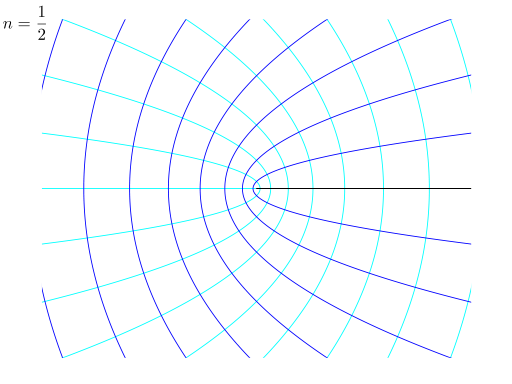 n = 1/2